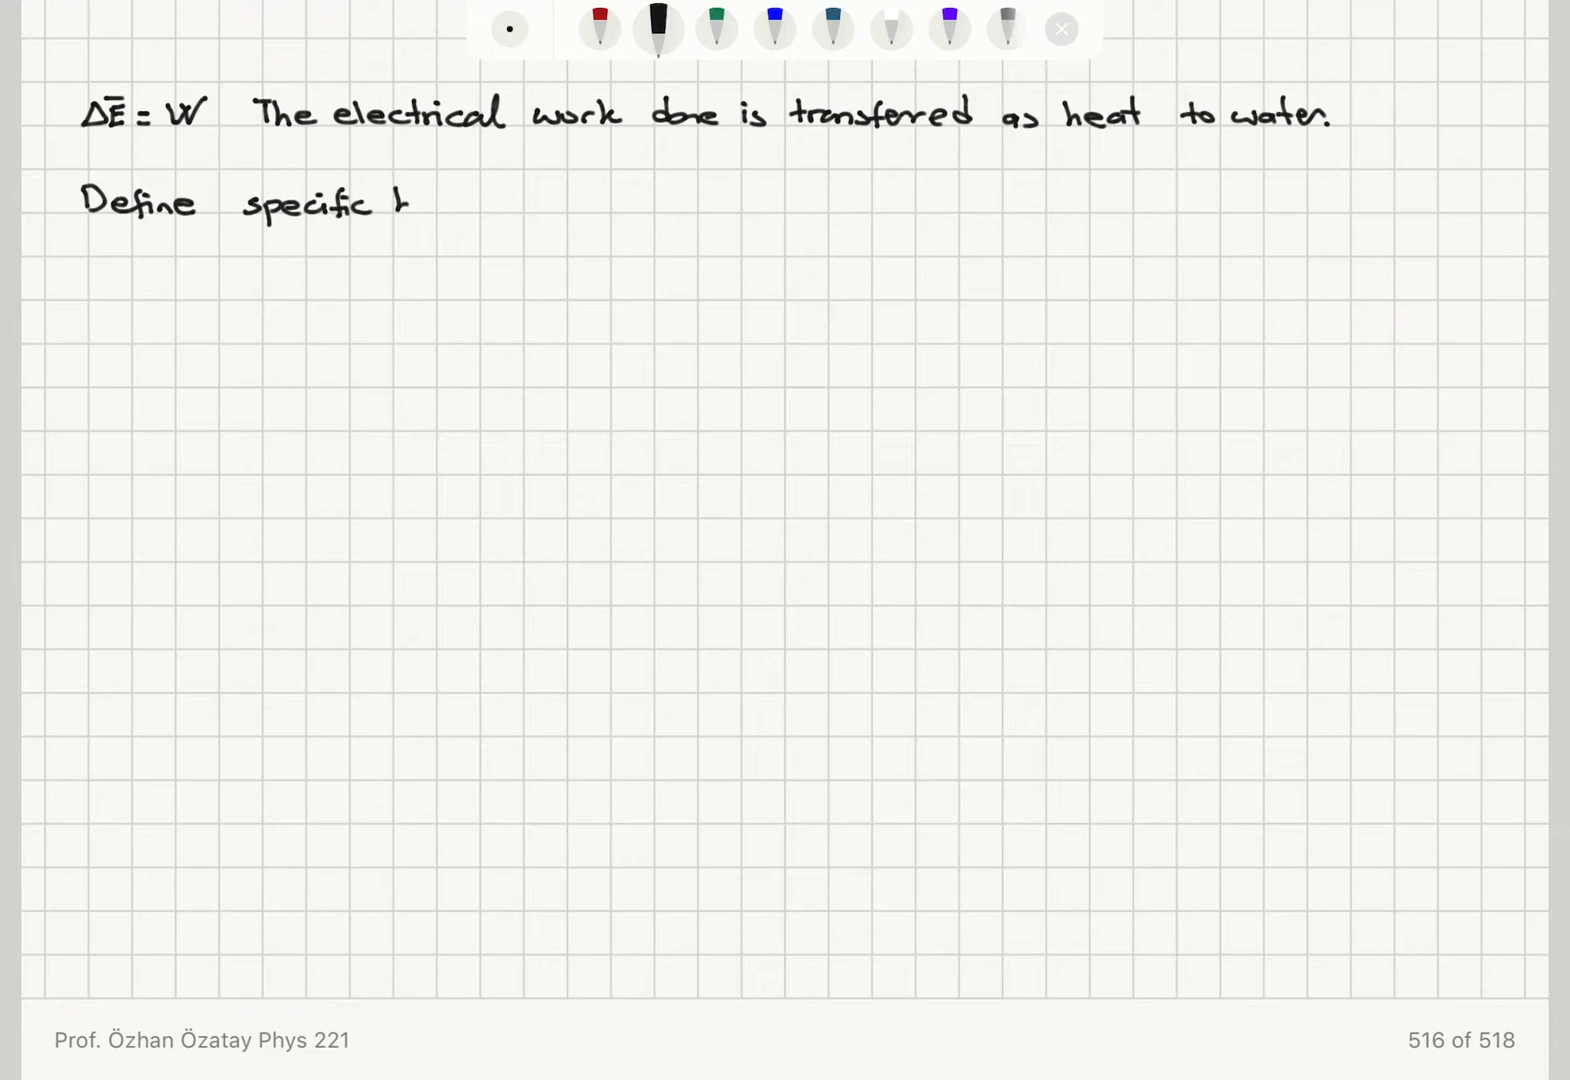 ΔE̅ = W The electrical work done is transferred as heat to water.
Define specific
Prof. Özhan Özatay Phys 221
516 of 518